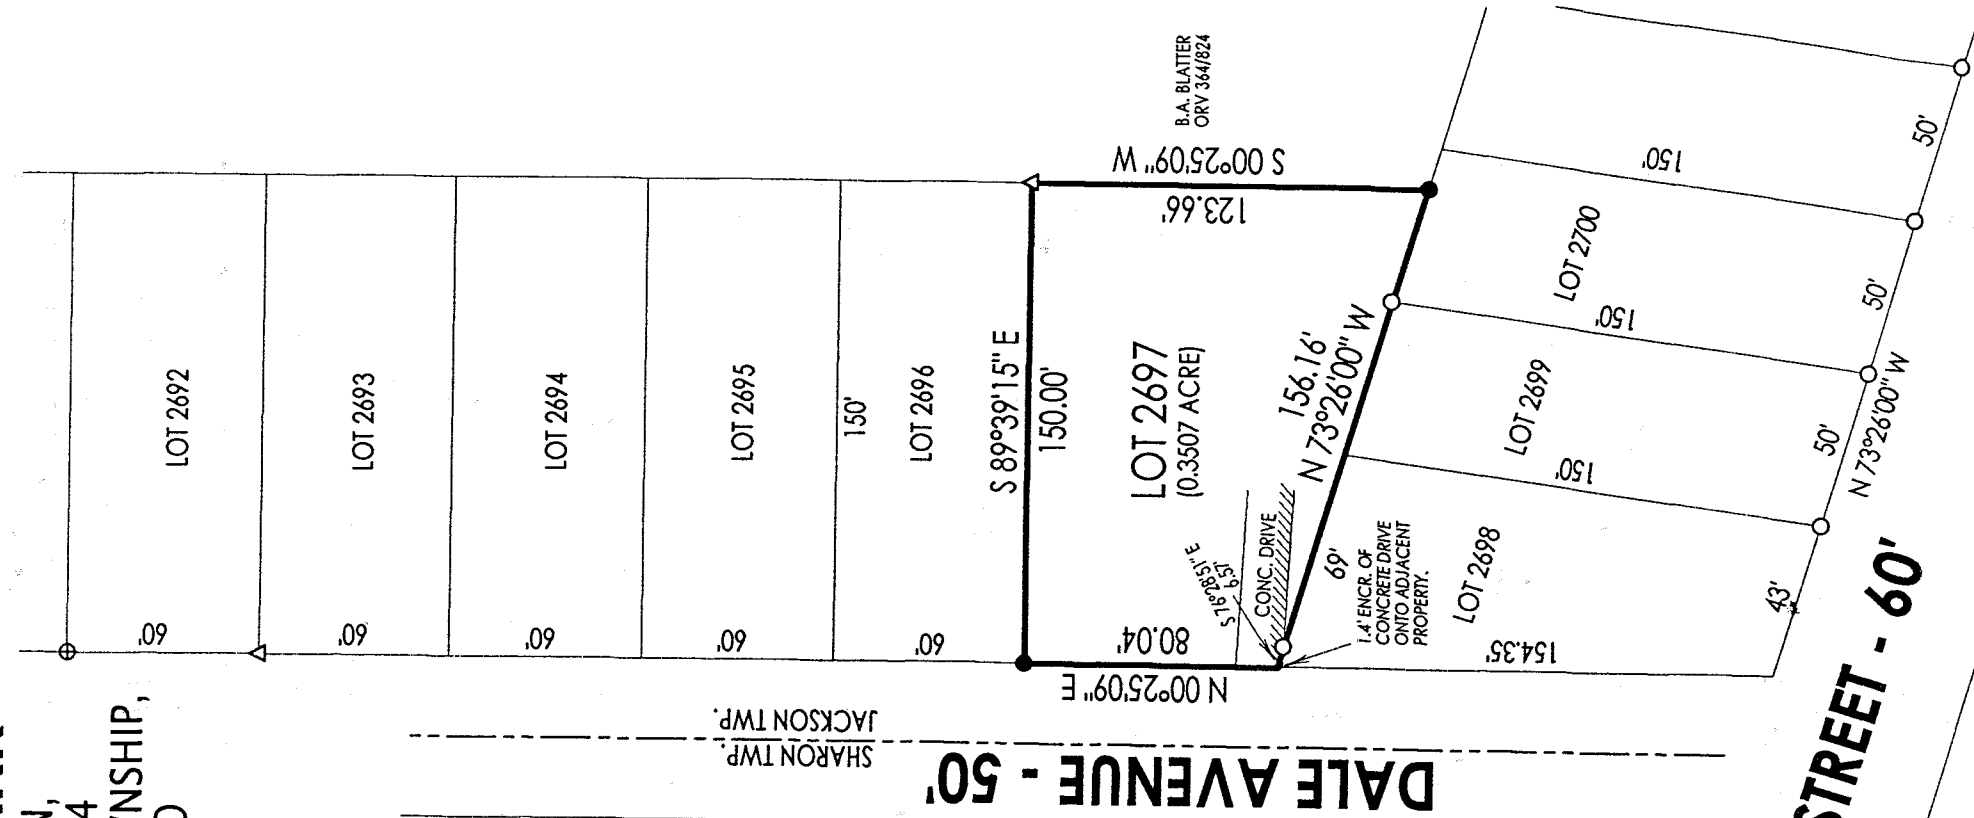 N,
4
NSHIP,
LOT 2692
LOT 2693
LOT 2694
LOT 2695
150'
LOT 2696
60'
60'
60'
60'
60'
S 89°39'15" E
150.00'
LOT 2697
(0.3507 ACRE)
B.A. BLATTER
ORV 364/824
S 00°25'09" W
123.66'
156.16'
N 73°26'00" W
S 76°28'51" E
6.57'
CONC. DRIVE
80.04'
N 00°25'09" E
69'
1.4' ENCR. OF
CONCRETE DRIVE
ONTO ADJACENT
PROPERTY.
LOT 2698
154.35'
150'
LOT 2699
150'
LOT 2700
150'
43'
50'
N 73°26'00" W
50'
50'
JACKSON TWP.
SHARON TWP.
DALE AVENUE - 50'
STREET - 60'